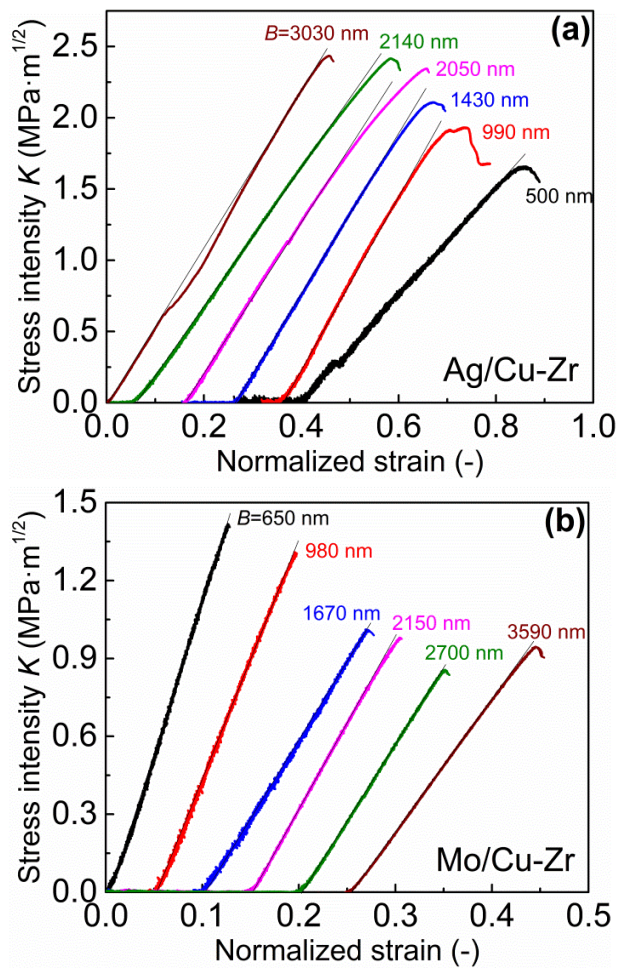 (a)
B=3030 nm
2140 nm
2050 nm
1430 nm
990 nm
500 nm
Ag/Cu-Zr
Stress intensity K (MPa·m1/2)
2.5
2.0
1.5
1.0
0.5
0.0
0.0 0.2 0.4 0.6 0.8 1.0
Normalized strain (-)
(b)
B=650 nm
980 nm
1670 nm
2150 nm
2700 nm
3590 nm
Mo/Cu-Zr
Stress intensity K (MPa·m1/2)
1.5
1.2
0.9
0.6
0.3
0.0
0.0 0.1 0.2 0.3 0.4 0.5
Normalized strain (-)